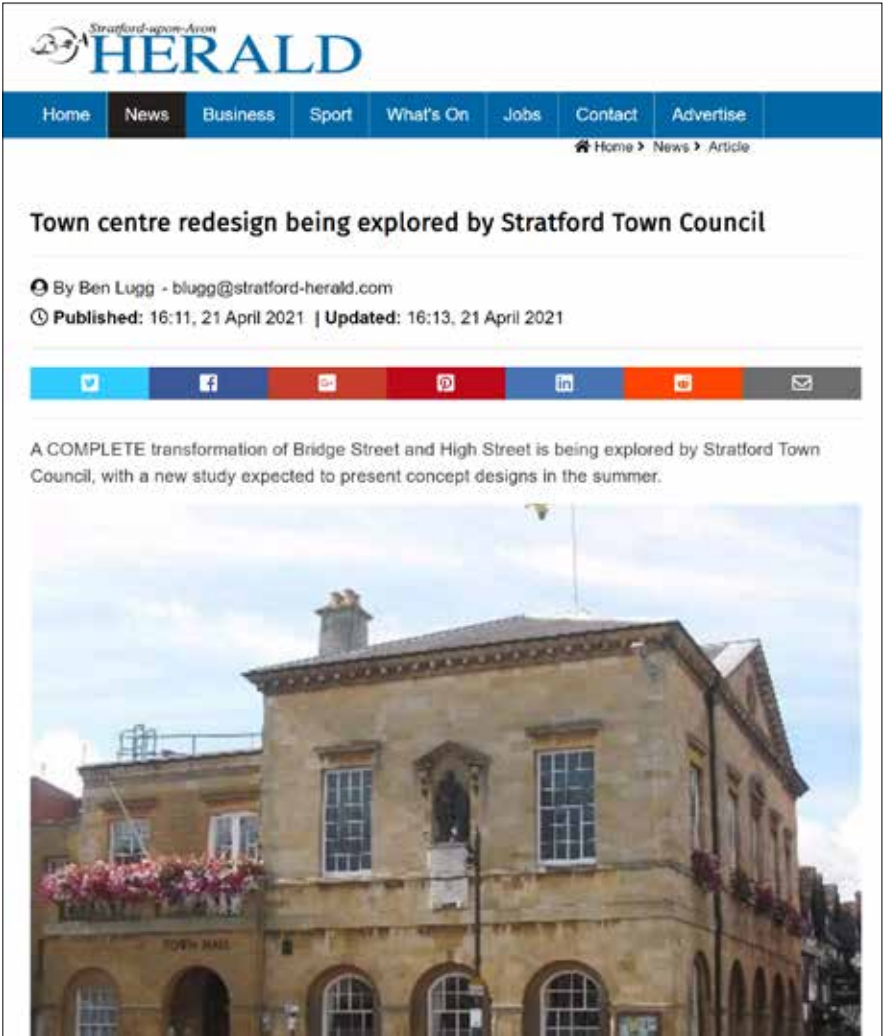 Stratford-upon-Avon
HERALD
Home News Business Sport What's On Jobs Contact Advertise
Home News Article
Town centre redesign being explored by Stratford Town Council
By Ben Lugg - blugg@stratford-herald.com
Published: 16:11, 21 April 2021 | Updated: 16:13, 21 April 2021
A COMPLETE transformation of Bridge Street and High Street is being explored by Stratford Town
Council, with a new study expected to present concept designs in the summer.
TOWN HALL